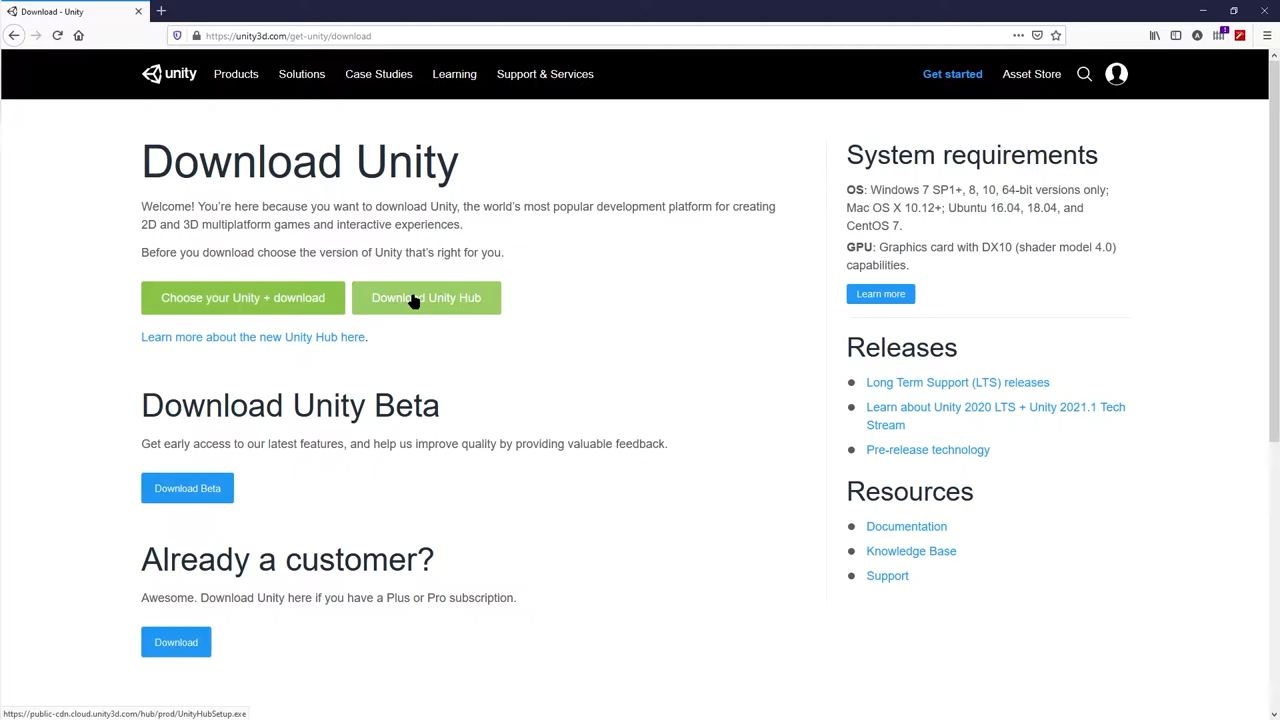 Download - Unity
https://unity3d.com/get-unity/download
unity
Products
Solutions
Case Studies
Learning
Support & Services
Get started
Asset Store
Download Unity
Welcome! You're here because you want to download Unity, the world's most popular development platform for creating
2D and 3D multiplatform games and interactive experiences.
Before you download choose the version of Unity that's right for you.
Choose your Unity + download
Download Unity Hub
Learn more about the new Unity Hub here.
Download Unity Beta
Get early access to our latest features, and help us improve quality by providing valuable feedback.
Download Beta
Already a customer?
Awesome. Download Unity here if you have a Plus or Pro subscription.
Download
System requirements
OS: Windows 7 SP1+, 8, 10, 64-bit versions only;
Mac OS X 10.12+; Ubuntu 16.04, 18.04, and
CentOS 7.
GPU: Graphics card with DX10 (shader model 4.0)
capabilities.
Learn more
Releases
Long Term Support (LTS) releases
Learn about Unity 2020 LTS + Unity 2021.1 Tech
Stream
Pre-release technology
Resources
Documentation
Knowledge Base
Support
https://public-cdn.cloud.unity3d.com/hub/prod/UnityHubSetup.exe